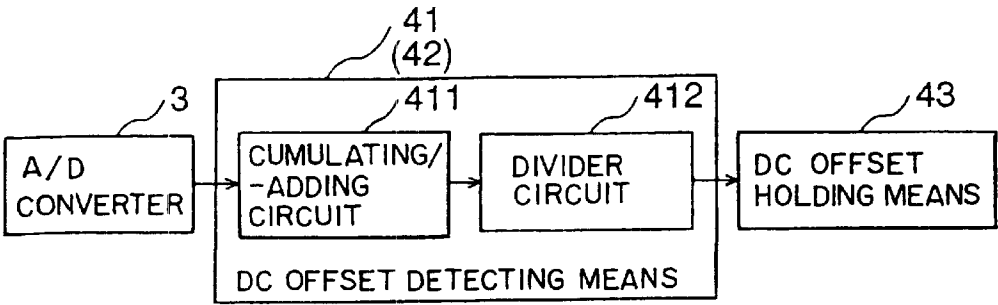 41
(42)
3
411
412
43
A/D
CONVERTER
CUMULATING/
-ADDING
CIRCUIT
DIVIDER
CIRCUIT
DC OFFSET
HOLDING MEANS
DC OFFSET DETECTING MEANS